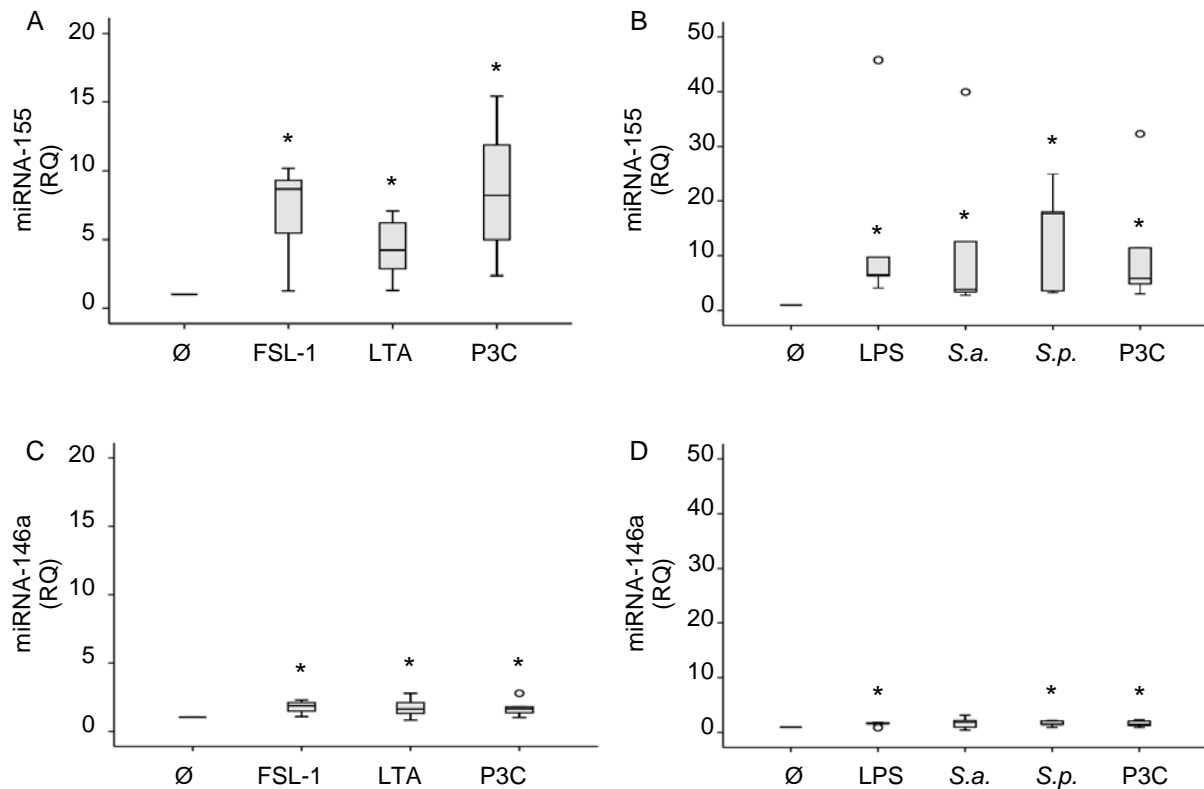 A
miRNA-155
(RQ)
20
15
10
5
0
* * *
Ø FSL-1 LTA P3C
B
miRNA-155
(RQ)
50
40
30
20
10
0
* * * *
Ø LPS S.a. S.p. P3C
C
miRNA-146a
(RQ)
20
15
10
5
0
* * *
Ø FSL-1 LTA P3C
D
miRNA-146a
(RQ)
50
40
30
20
10
0
* * *
Ø LPS S.a. S.p. P3C